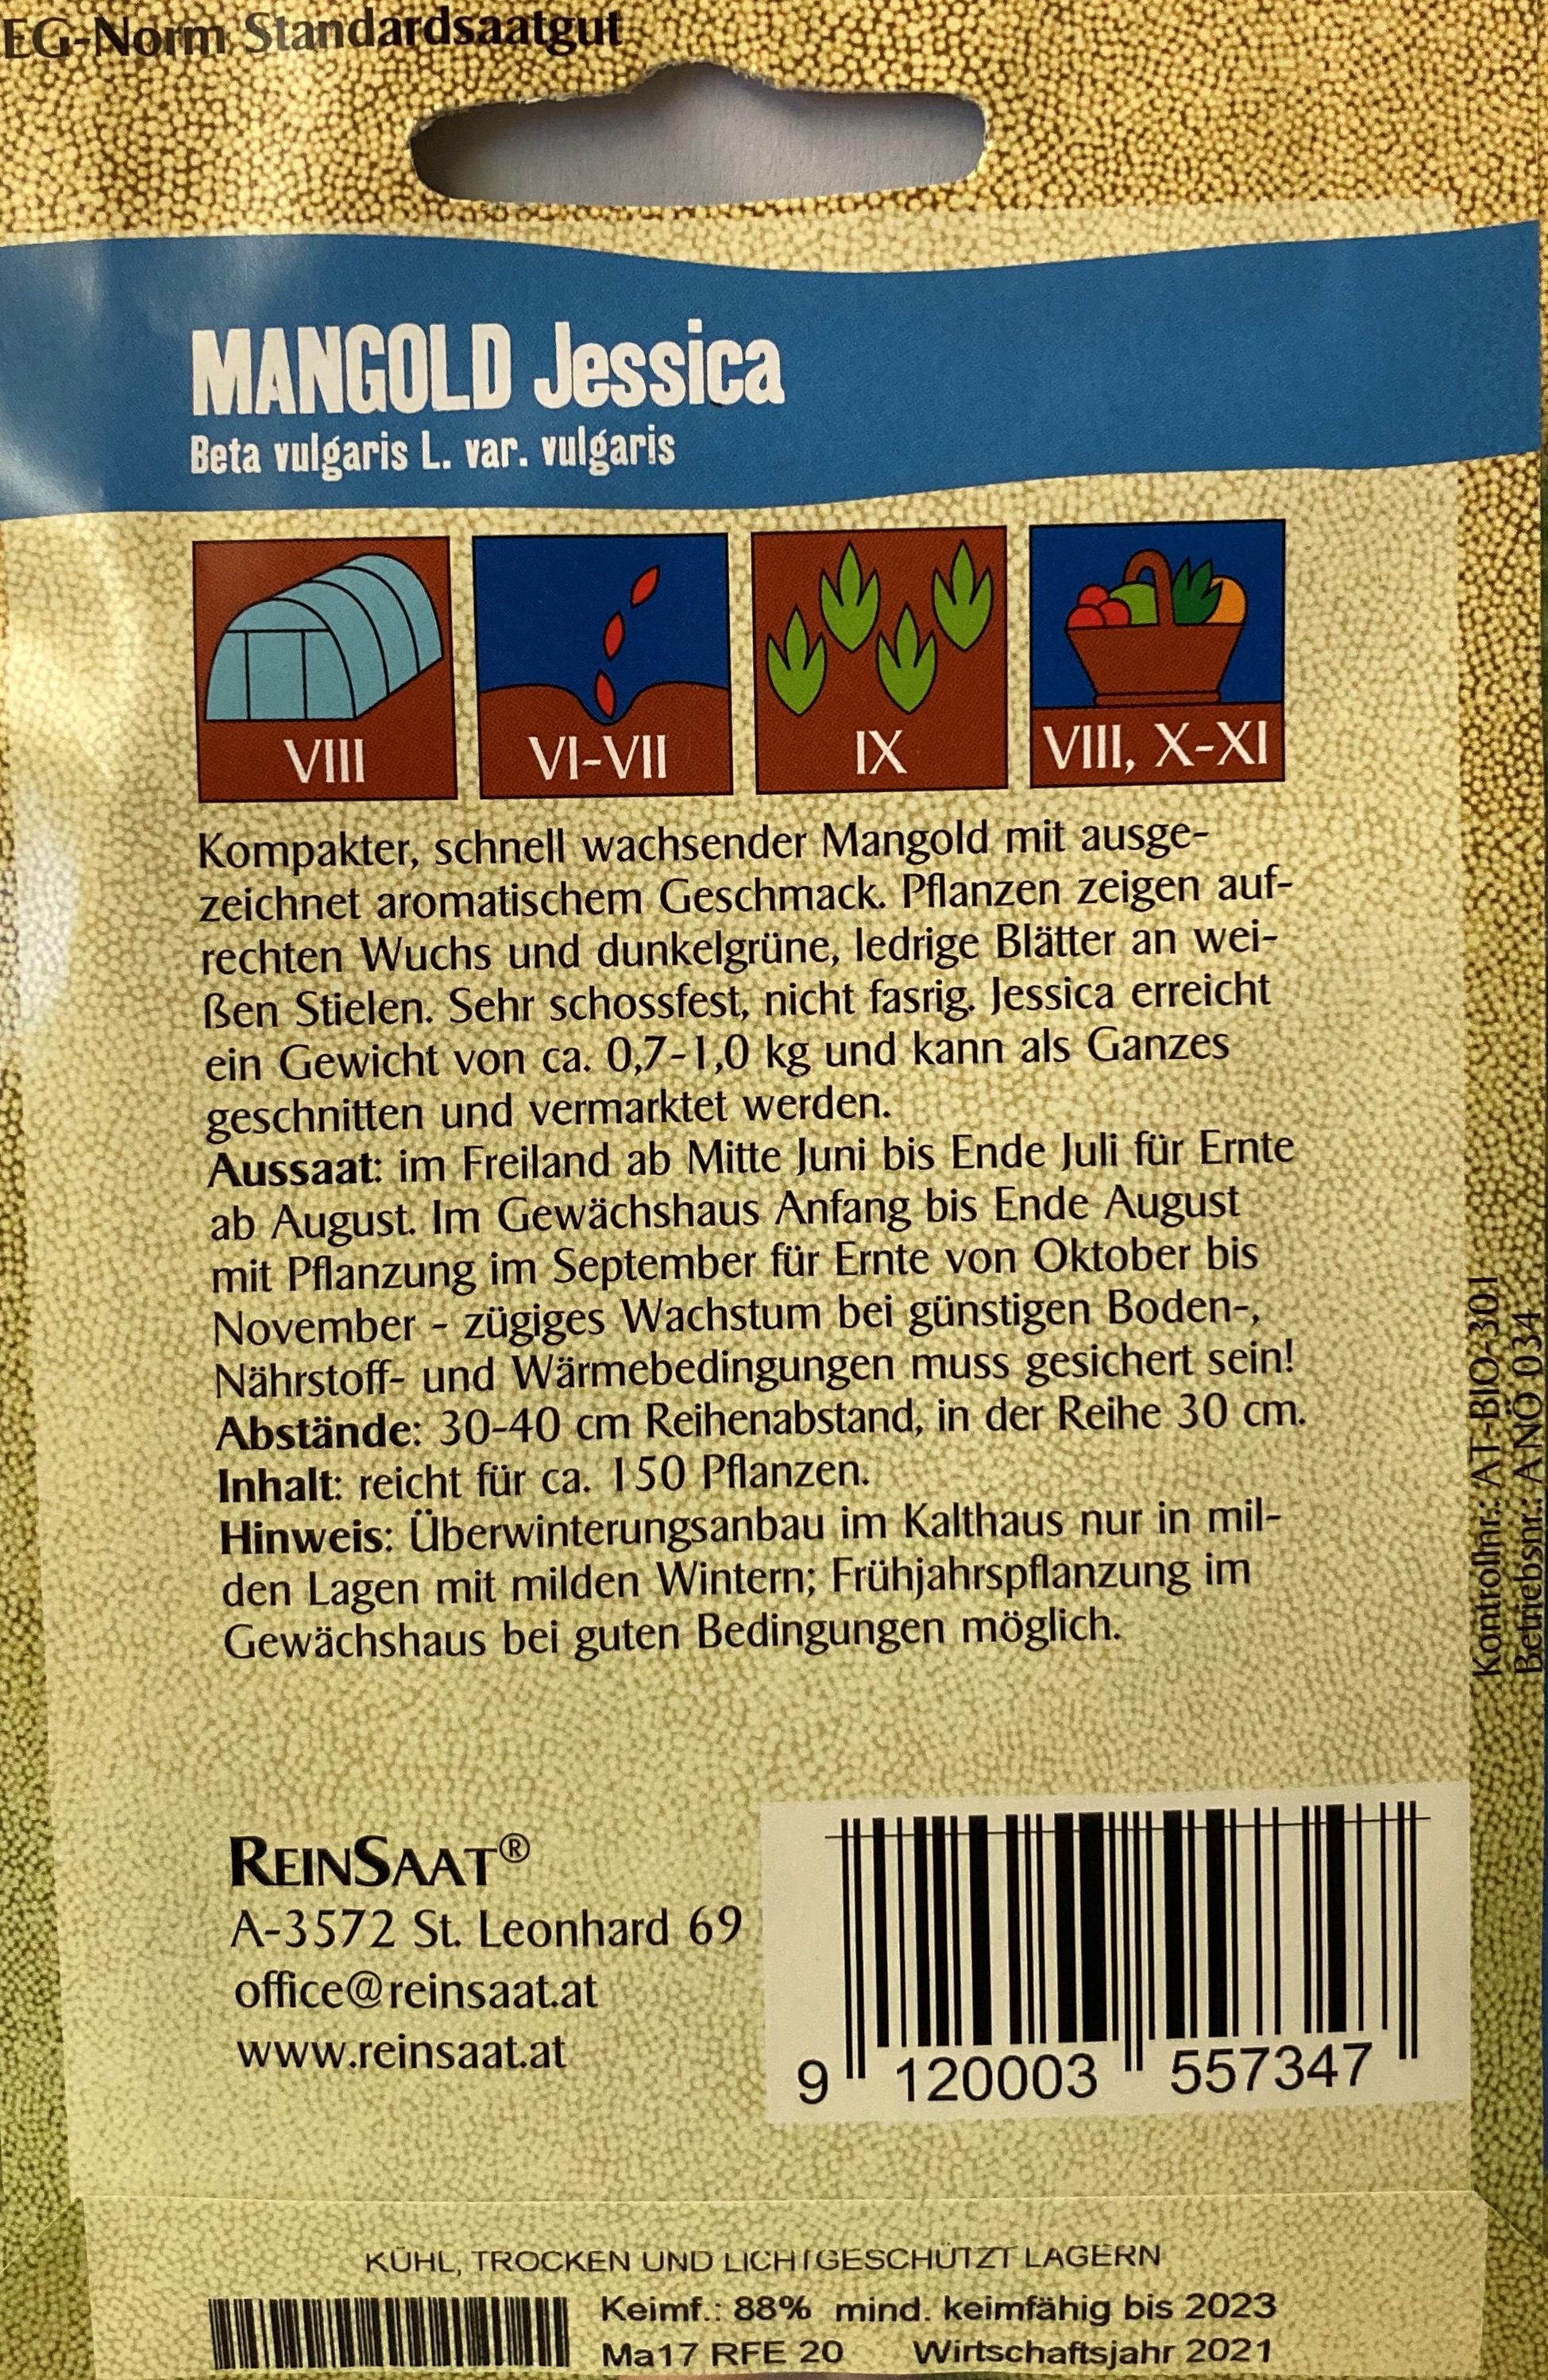 EG-Norm Standardsaatgut
MANGOLD Jessica
Beta vulgaris L. var. vulgaris
VIII
VI-VII
IX
VIII, X-XI
Kompakter, schnell wachsender Mangold mit ausge-
zeichnet aromatischem Geschmack. Pflanzen zeigen auf-
rechten Wuchs und dunkelgrüne, ledrige Blätter an wei-
ßen Stielen. Sehr schossfest, nicht fasrig. Jessica erreicht
ein Gewicht von ca. 0,7-1,0 kg und kann als Ganzes
geschnitten und vermarktet werden.
Aussaat: im Freiland ab Mitte Juni bis Ende Juli für Ernte
ab August. Im Gewächshaus Anfang bis Ende August
mit Pflanzung im September für Ernte von Oktober bis
November - zügiges Wachstum bei günstigen Boden-,
Nährstoff- und Wärmebedingungen muss gesichert sein!
Abstände: 30-40 cm Reihenabstand, in der Reihe 30 cm.
Inhalt: reicht für ca. 150 Pflanzen.
Hinweis: Überwinterungsanbau im Kalthaus nur in mil-
den Lagen mit milden Wintern; Frühjahrspflanzung im
Gewächshaus bei guten Bedingungen möglich.
Kontrollnr.: AT-BIO-301
Betriebsnr.: ANÖ 034
REINSAAT®
A-3572 St. Leonhard 69
office@reinsaat.at
www.reinsaat.at
9 120003 557347
KÜHL, TROCKEN UND LICHTGESCHÜTZT LAGERN
Keimf.: 88% mind. keimfähig bis 2023
Ma17 RFE 20 Wirtschaftsjahr 2021